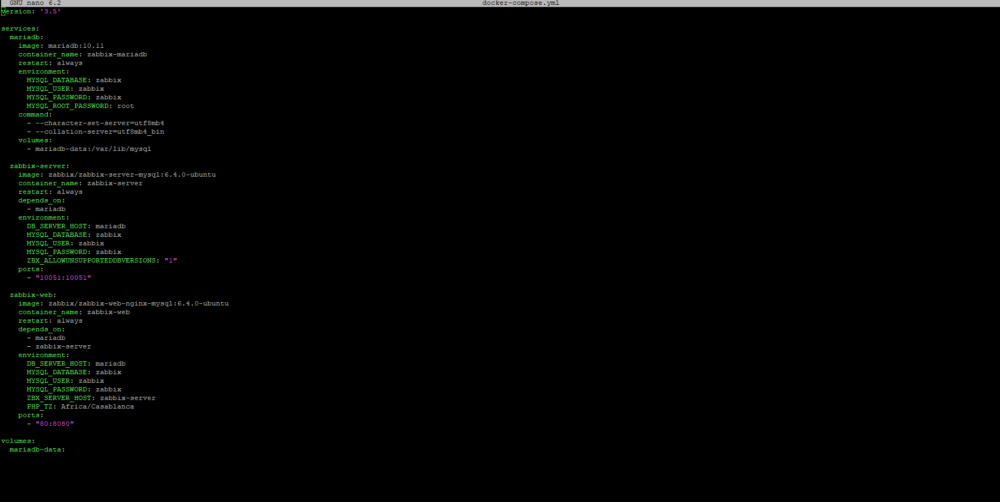 GNU nano 6.2 docker-compose.yml
version: '3.5'

services:
  mariadb:
    image: mariadb:10.11
    container_name: zabbix-mariadb
    restart: always
    environment:
      MYSQL_DATABASE: zabbix
      MYSQL_USER: zabbix
      MYSQL_PASSWORD: zabbix
      MYSQL_ROOT_PASSWORD: root
    command:
      - --character-set-server=utf8mb4
      - --collation-server=utf8mb4_bin
    volumes:
      - mariadb-data:/var/lib/mysql

  zabbix-server:
    image: zabbix/zabbix-server-mysql:6.4.0-ubuntu
    container_name: zabbix-server
    restart: always
    depends_on:
      - mariadb
    environment:
      DB_SERVER_HOST: mariadb
      MYSQL_DATABASE: zabbix
      MYSQL_USER: zabbix
      MYSQL_PASSWORD: zabbix
      ZBX_ALLOWUNSUPPORTEDDBVERSIONS: "1"
    ports:
      - "10051:10051"

  zabbix-web:
    image: zabbix/zabbix-web-nginx-mysql:6.4.0-ubuntu
    container_name: zabbix-web
    restart: always
    depends_on:
      - mariadb
      - zabbix-server
    environment:
      DB_SERVER_HOST: mariadb
      MYSQL_DATABASE: zabbix
      MYSQL_USER: zabbix
      MYSQL_PASSWORD: zabbix
      ZBX_SERVER_HOST: zabbix-server
      PHP_TZ: Africa/Casablanca
    ports:
      - "80:8080"

volumes:
  mariadb-data: